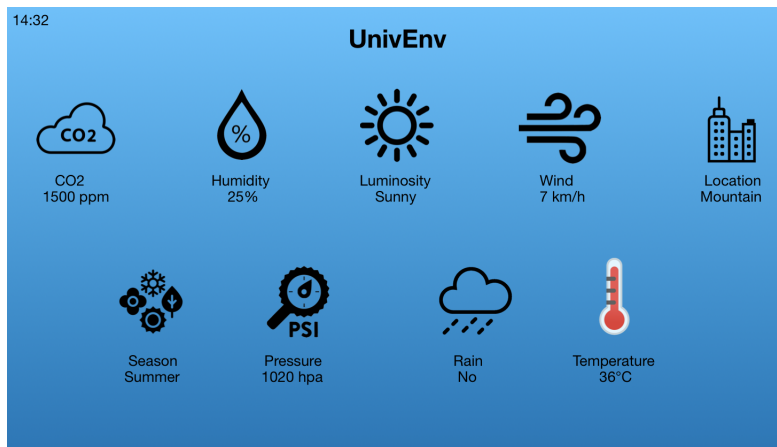 14:32
UnivEnv
CO2
%
CO2
1500 ppm
Humidity
25%
Luminosity
Sunny
Wind
7 km/h
Location
Mountain
PSI
Season
Summer
Pressure
1020 hpa
Rain
No
Temperature
36°C